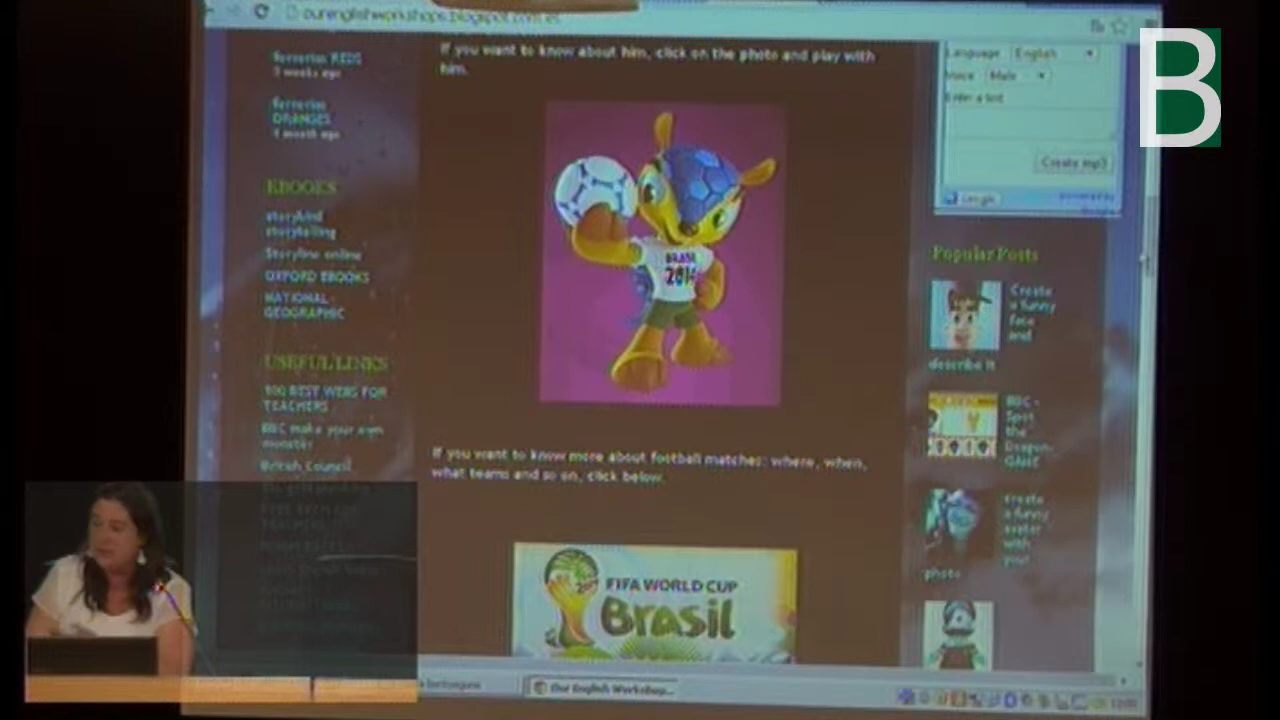 ourenglishworkshops.blogspot.com.es
If you want to know about him, click on the photo and play with
him.
ferrerias REDS
3 weeks ago
ferrerias
ORANGES
1 month ago
EBOOKS
storybird
storytelling
Storyline online
OXFORD EBOOKS
NATIONAL
GEOGRAPHIC
USEFUL LINKS
100 BEST WEBS FOR
TEACHERS
BBC make your own
monster
British Council
BRASIL
2014
If you want to know more about football matches: where, when,
what teams and so on, click below.
FIFA WORLD CUP
Brasil
Language English
Voice Male
Enter a text
Create mp3
Popular Posts
Create
a funny
face
and
describe it
BBC -
Spot
the
Dragon-
GAME
Create
a funny
avatar
with
your
photo
Our English Workshop...
B